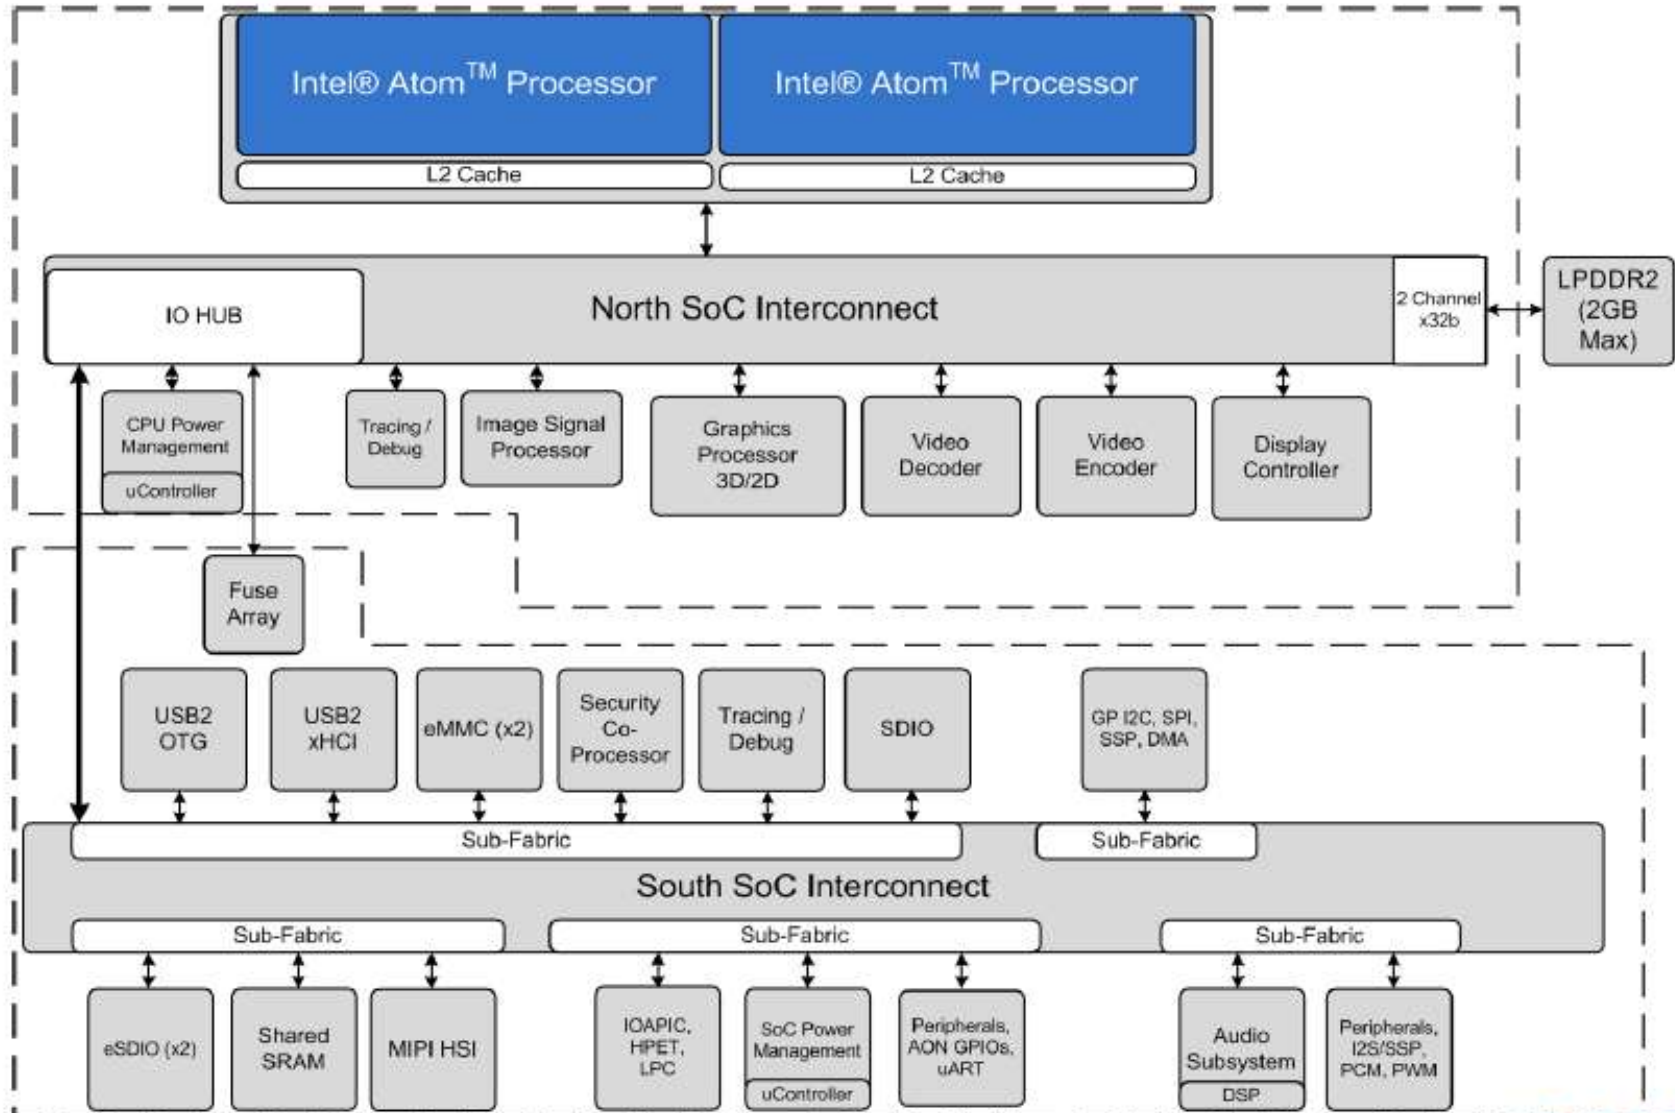 Intel® Atom™ Processor
Intel® Atom™ Processor
L2 Cache
L2 Cache
IO HUB
North SoC Interconnect
2 Channel
x32b
LPDDR2
(2GB
Max)
CPU Power
Management
uController
Tracing /
Debug
Image Signal
Processor
Graphics
Processor
3D/2D
Video
Decoder
Video
Encoder
Display
Controller
Fuse
Array
USB2
OTG
USB2
xHCI
eMMC (x2)
Security
Co-
Processor
Tracing /
Debug
SDIO
GP I2C, SPI,
SSP, DMA
Sub-Fabric
Sub-Fabric
South SoC Interconnect
Sub-Fabric
Sub-Fabric
Sub-Fabric
eSDIO (x2)
Shared
SRAM
MIPI HSI
IOAPIC,
HPET,
LPC
SoC Power
Management
uController
Peripherals,
AON GPIOs,
uART
Audio
Subsystem
DSP
Peripherals,
I2S/SSP,
PCM, PWM